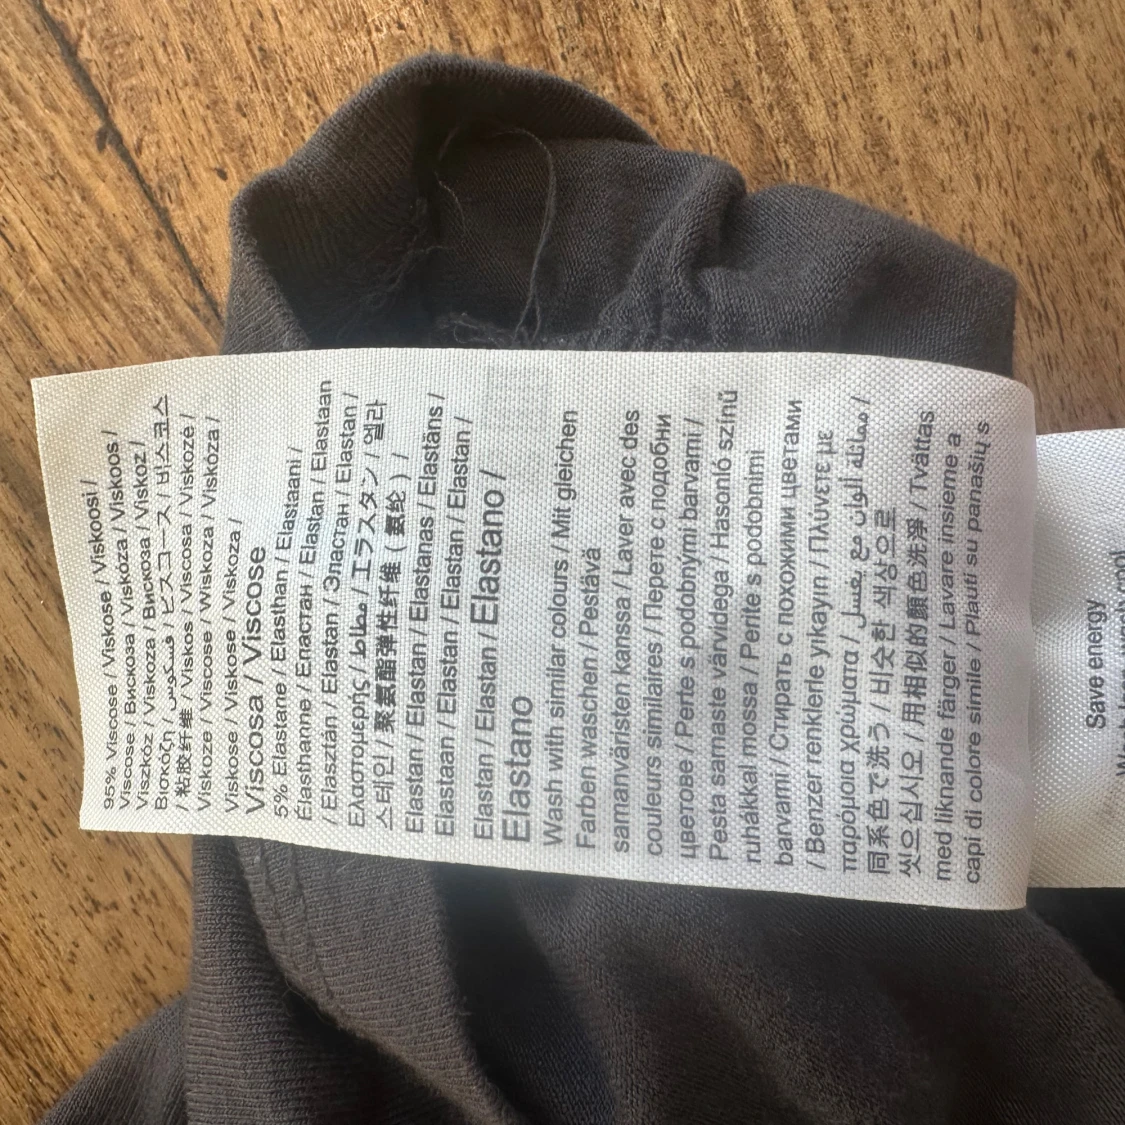 95% Viscose / Viskose / Viskoosi /
Viscose / Вискоза / Viskóza / Viskoos /
Viszkóz / Viskoza / Вискоза / Viskoz /
Βισκόζη / فسكوس / ビスコース / 비스코스
/ 粘胶纤维 / Viskos / Viscosa / Viskozė /
Viskoze / Viscose / Wiskoza / Viskóza /
Viskose / Viskose / Viskoza /
Viscosa / Viscose
5% Elastane / Elasthan / Elastaani /
Élasthanne / Еластан / Elastan / Elastaan
/ Elasztán / Elastan / Эластан / Elastan /
Ελαστομερής / مطاط / エラスタン / 엘라
스테인 / 聚氨酯弹性纤维 ( 氨纶 ) /
Elastan / Elastan / Elastanas / Elastāns /
Elastaan / Elastan / Elastan / Elastan /
Elastan / Elastan / Elastano /
Elastano
Wash with similar colours / Mit gleichen
Farben waschen / Pestävä
samanväristen kanssa / Laver avec des
couleurs similaires / Перете с подобни
цветове / Perte s podobnými barvami /
Pesta samaste värvidega / Hasonló színű
ruhákkal mossa / Perite s podobnimi
barvami / Стирать с похожими цветами
/ Benzer renklerle yıkayın / Πλύνετε με
παρόμοια χρώματα / يغسل مع ألوان مماثلة /
同系色で洗う / 비슷한 색상으로
씻으십시오 / 用相似的顏色洗淨 / Tvättas
med liknande färger / Lavare insieme a
capi di colore simile / Plauti su panašių s
Save energy